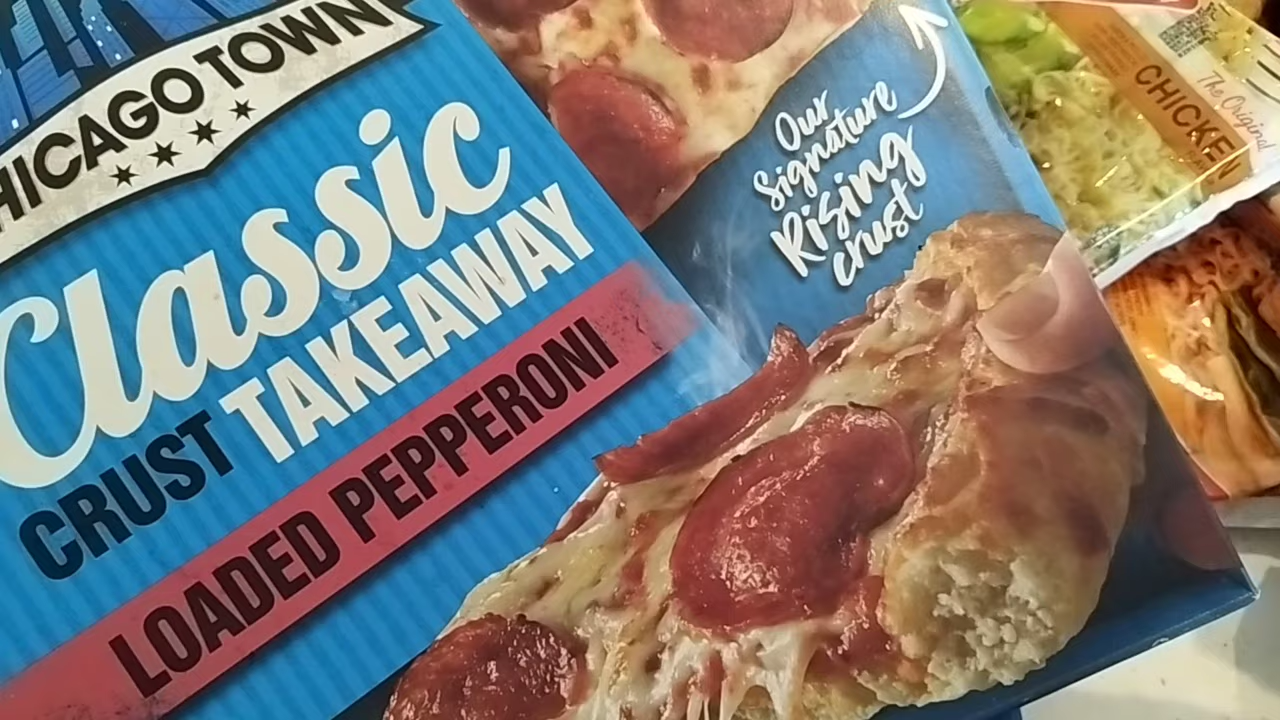 CHICAGO TOWN
Classic
CRUST TAKEAWAY
LOADED PEPPERONI
Our
Signature
Rising
crust
The Original
CHICKEN